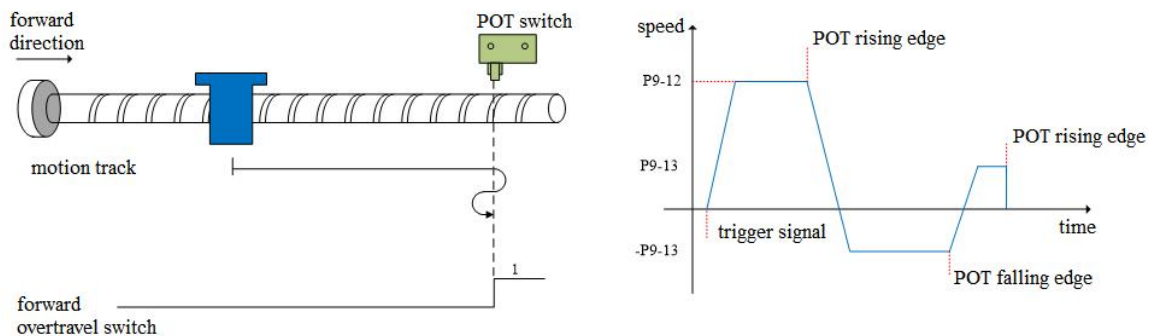 forward
direction
POT switch
motion track
1
forward
overtravel switch
speed
POT rising edge
P9-12
POT rising edge
P9-13
time
trigger signal
-P9-13
POT falling edge